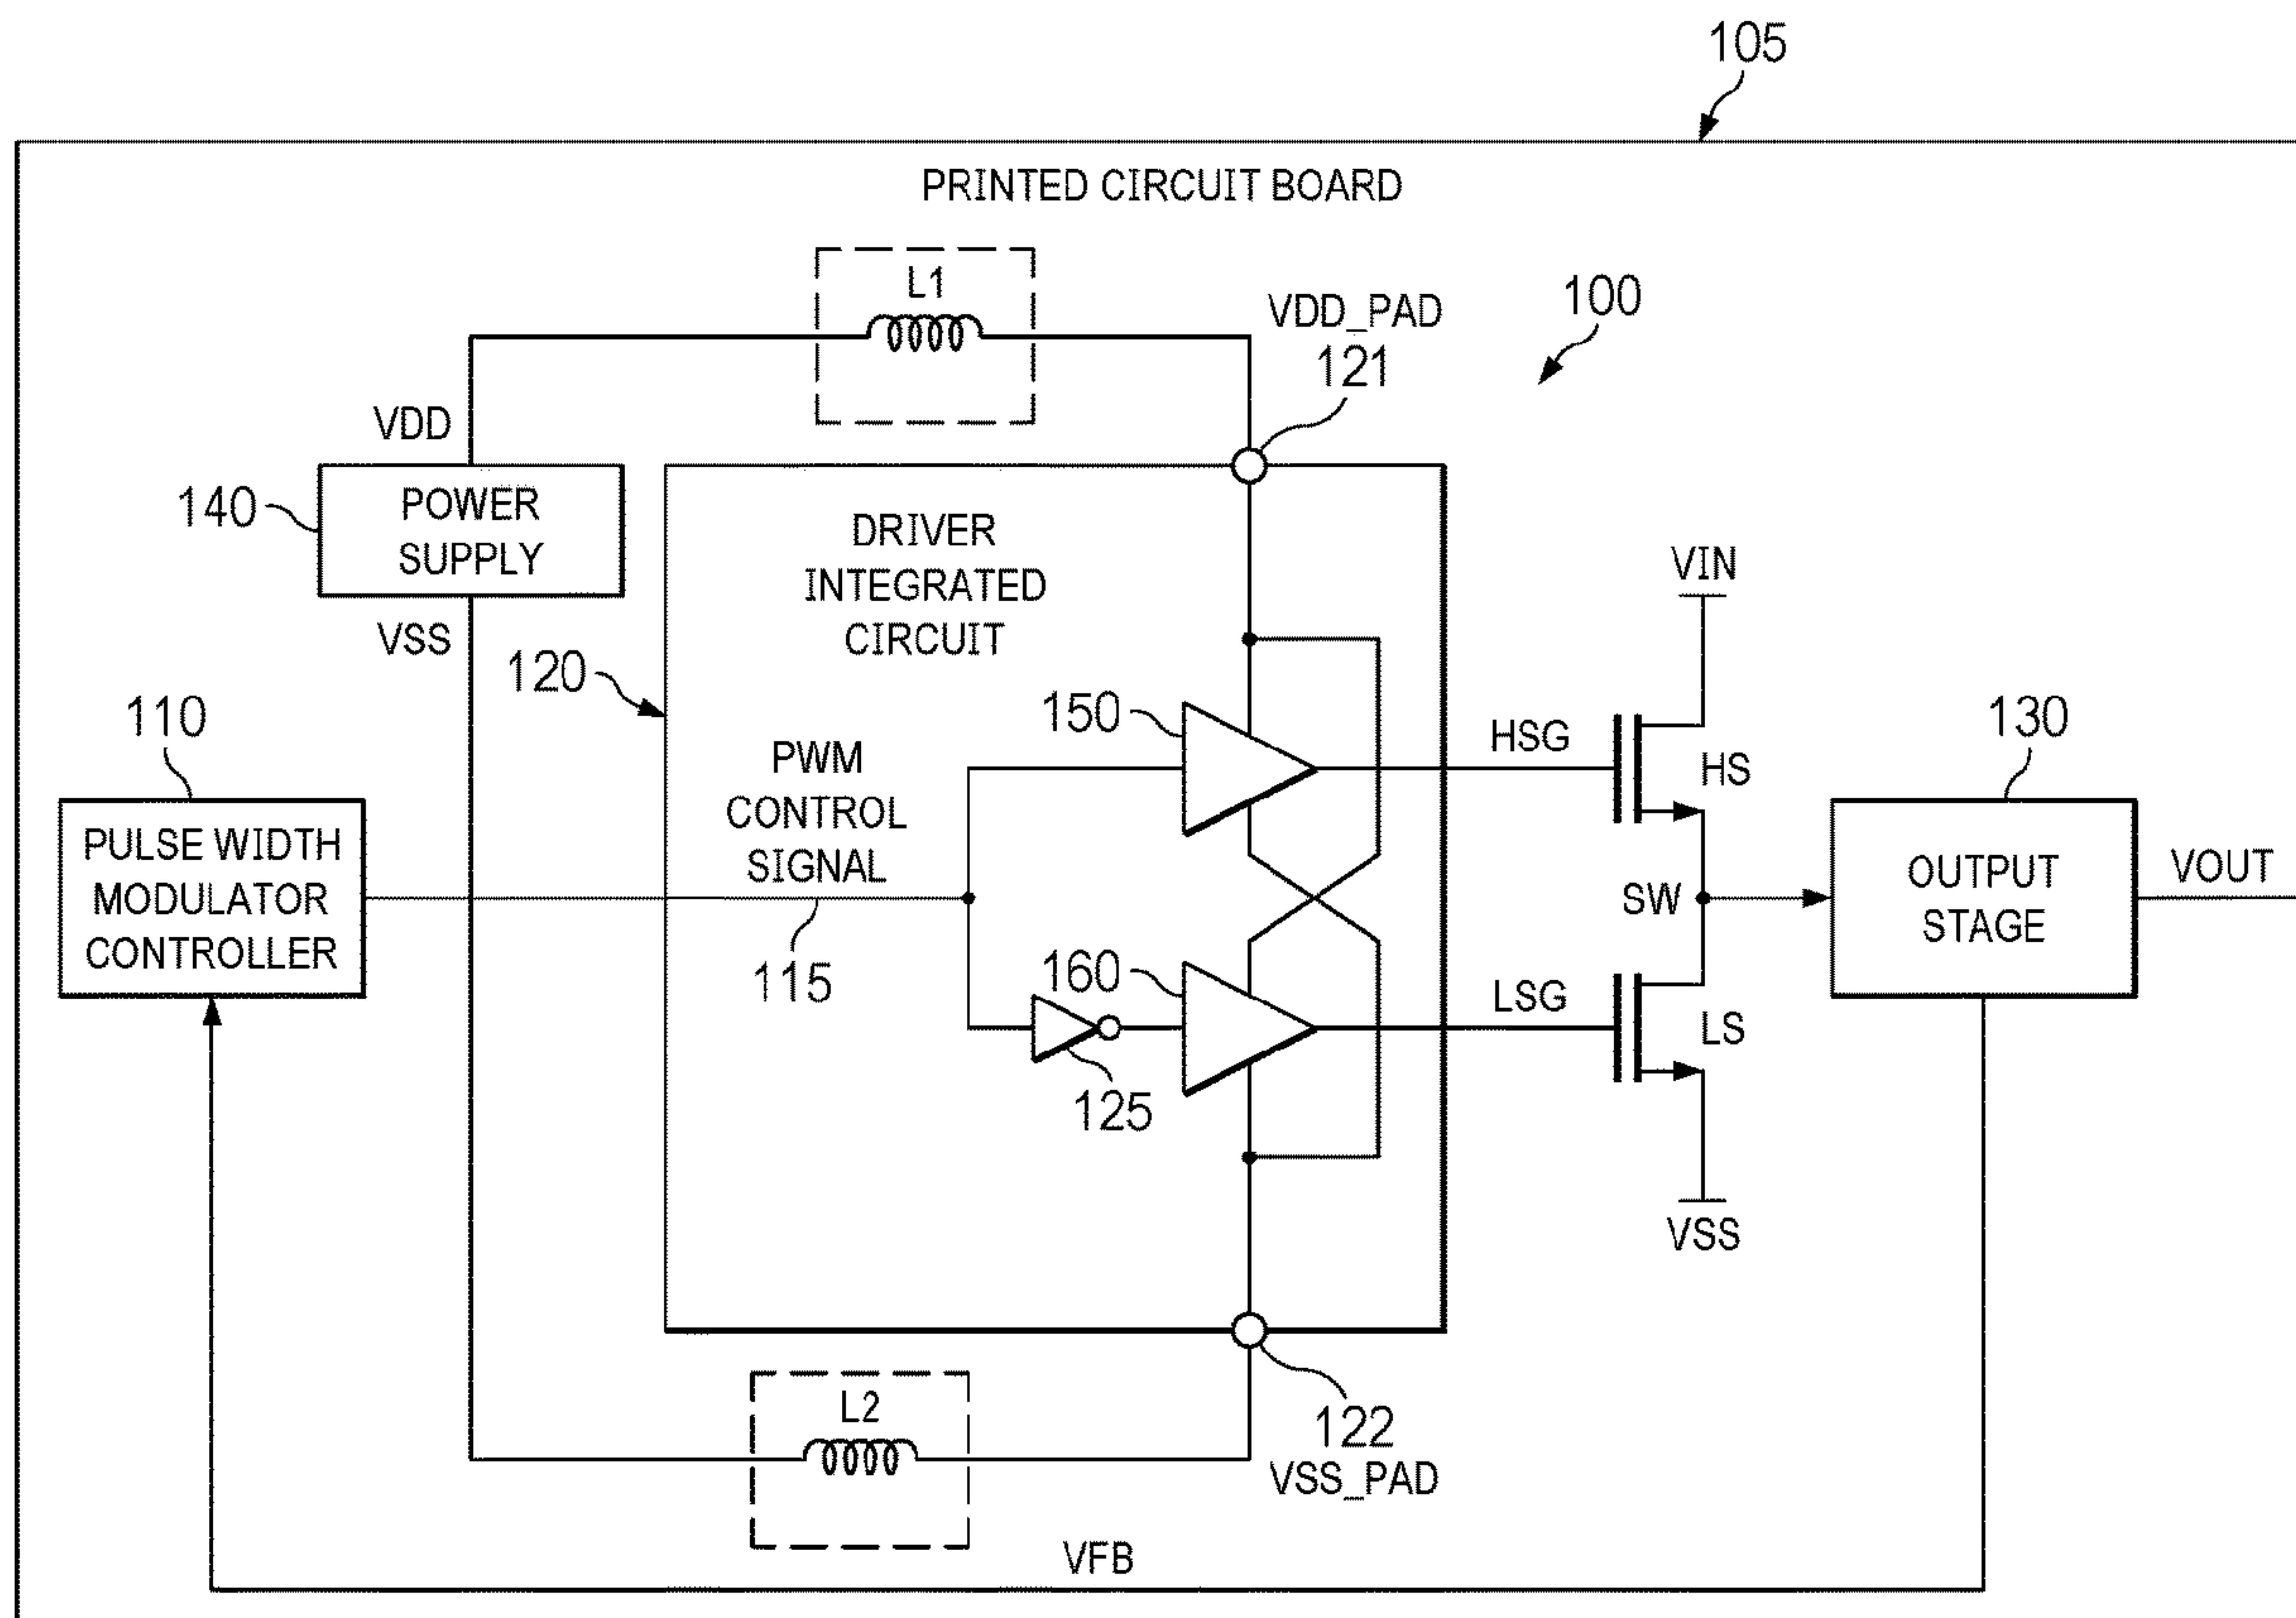 105
PRINTED CIRCUIT BOARD
L1
VDD_PAD
121
100
VDD
140
POWER
SUPPLY
VSS
DRIVER
INTEGRATED
CIRCUIT
120
VIN
110
150
HSG
HS
130
PWM
CONTROL
SIGNAL
PULSE WIDTH
MODULATOR
CONTROLLER
115
SW
OUTPUT
STAGE
VOUT
160
LSG
LS
125
VSS
L2
122
VSS_PAD
VFB